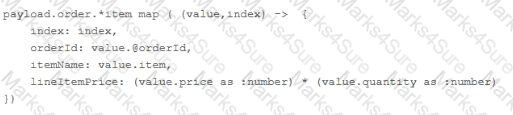 payload.order.*item map ( (value,index) -> {
    index: index,
    orderId: value.@orderId,
    itemName: value.item,
    lineItemPrice: (value.price as :number) * (value.quantity as :number)
})